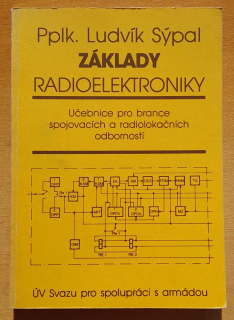 Pplk. Ludvík Sýpal
ZÁKLADY
RADIOELEKTRONIKY
Učebnice pro brance
spojovacích a radiolokačních
odborností
ÚV Svazu pro spolupráci s armádou